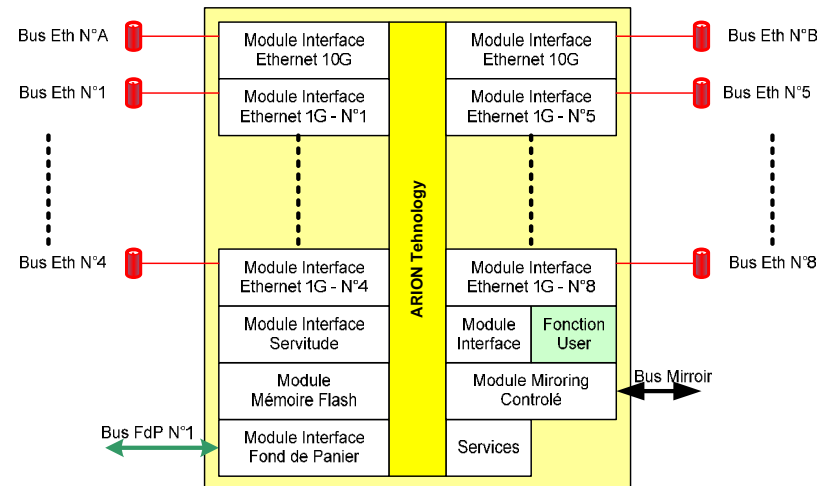 Bus Eth N°A
Module Interface
Ethernet 10G
Module Interface
Ethernet 10G
Bus Eth N°B
Bus Eth N°1
Module Interface
Ethernet 1G - N°1
Module Interface
Ethernet 1G - N°5
Bus Eth N°5
ARION Tehnology
Bus Eth N°4
Module Interface
Ethernet 1G - N°4
Module Interface
Ethernet 1G - N°8
Bus Eth N°8
Module Interface
Servitude
Module
Interface
Fonction
User
Module
Mémoire Flash
Module Miroring
Controlé
Bus Mirroir
Bus FdP N°1
Module Interface
Fond de Panier
Services